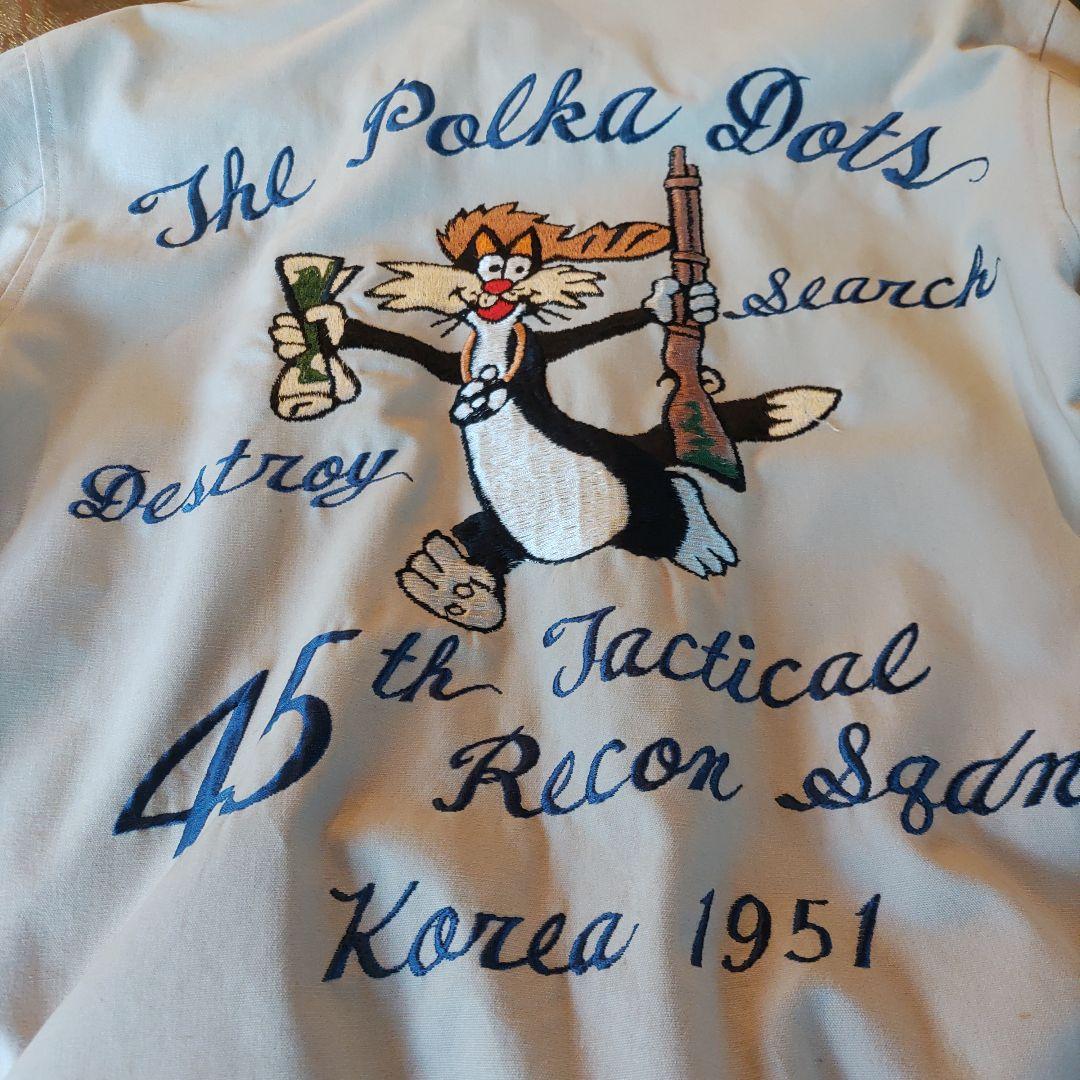 The Polka Dots
Search
Destroy
45th Tactical
Recon Sqdn
Korea 1951